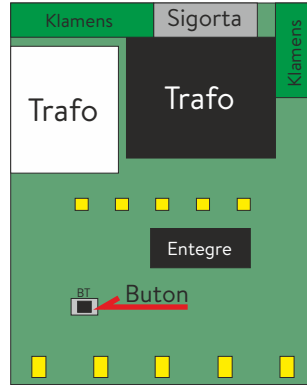 Klamens
Sigorta
Klamens
Trafo
Trafo
Entegre
BT
Buton